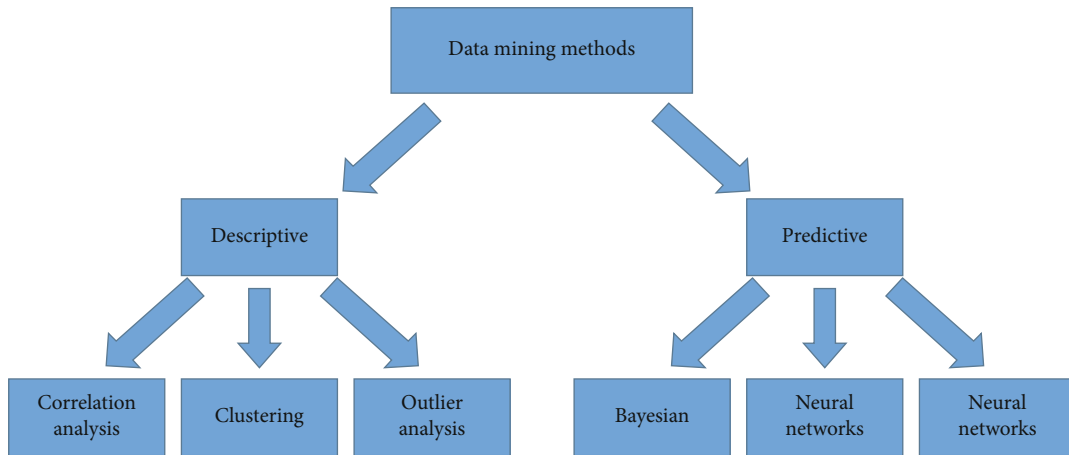 Data mining methods
Descriptive
Predictive
Correlation
analysis
Clustering
Outlier
analysis
Bayesian
Neural
networks
Neural
networks